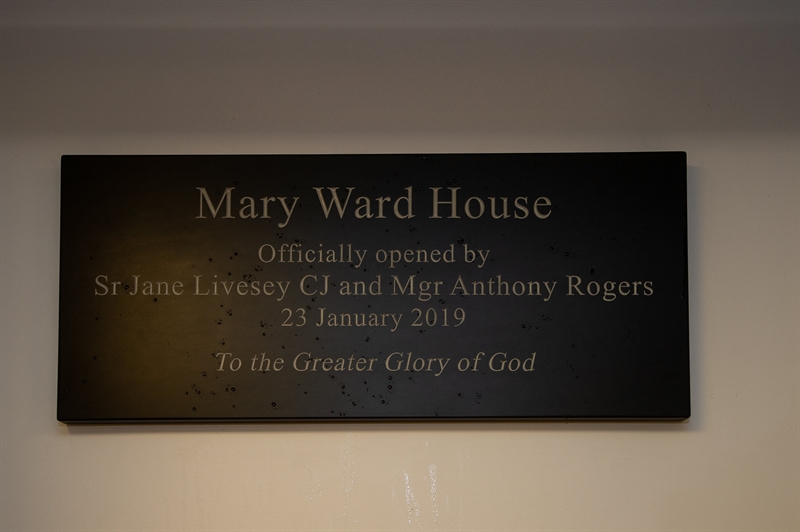 Mary Ward House
Officially opened by
Sr Jane Livesey CJ and Mgr Anthony Rogers
23 January 2019
To the Greater Glory of God